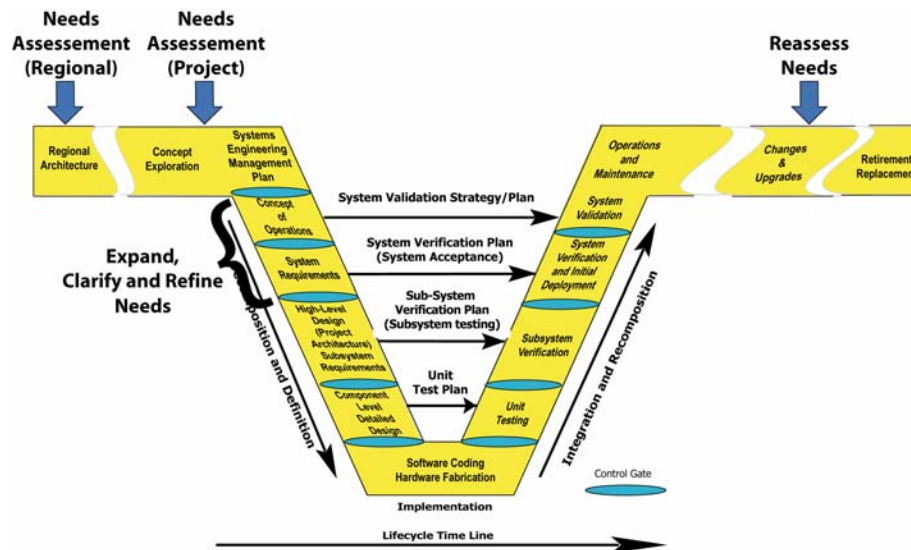 Needs
Assessement
(Regional)
Needs
Assessement
(Project)
Reassess
Needs
Regional
Architecture
Concept
Exploration
Systems
Engineering
Management
Plan
Operations
and
Maintenance
Changes
&
Upgrades
Retirement
Replacement
Concept
of
Operations
System Validation Strategy/Plan
System
Validation
Expand,
Clarify and Refine
Needs
System
Requirements
System Verification Plan
(System Acceptance)
System
Verification
and Initial
Deployment
High-Level
Design
(Project
Architecture)
Subsystem
Requirements
Sub-System
Verification Plan
(Subsystem testing)
Subsystem
Verification
Component
Level
Detailed
Design
Unit
Test Plan
Unit
Testing
and Definition
Integration and Recomposition
Software Coding
Hardware Fabrication
Control Gate
Implementation
Lifecycle Time Line